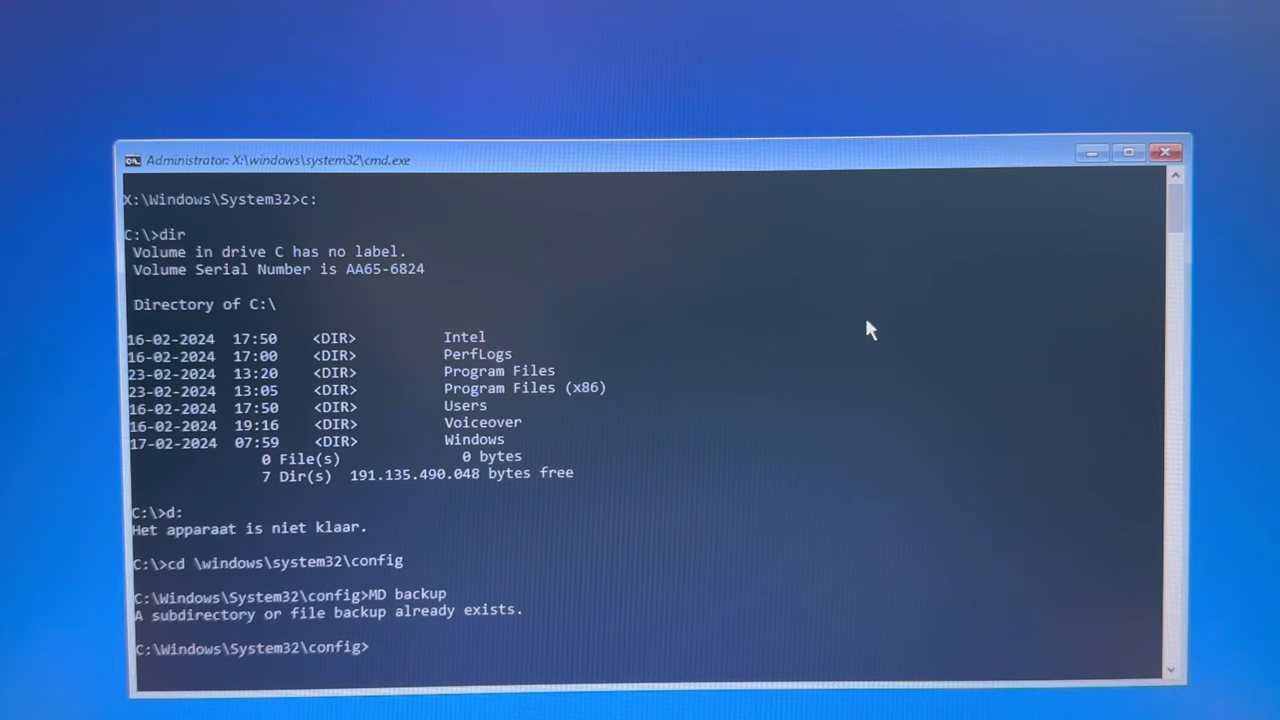 Administrator: X:\windows\system32\cmd.exe
X:\Windows\System32>c:
C:\>dir
Volume in drive C has no label.
Volume Serial Number is AA65-6824
Directory of C:\
16-02-2024 17:50 <DIR> Intel
16-02-2024 17:00 <DIR> PerfLogs
23-02-2024 13:20 <DIR> Program Files
23-02-2024 13:05 <DIR> Program Files (x86)
16-02-2024 17:50 <DIR> Users
16-02-2024 19:16 <DIR> Voiceover
17-02-2024 07:59 <DIR> Windows
0 File(s) 0 bytes
7 Dir(s) 191.135.490.048 bytes free
C:\>d:
Het apparaat is niet klaar.
C:\>cd \windows\system32\config
C:\Windows\System32\config>MD backup
A subdirectory or file backup already exists.
C:\Windows\System32\config>